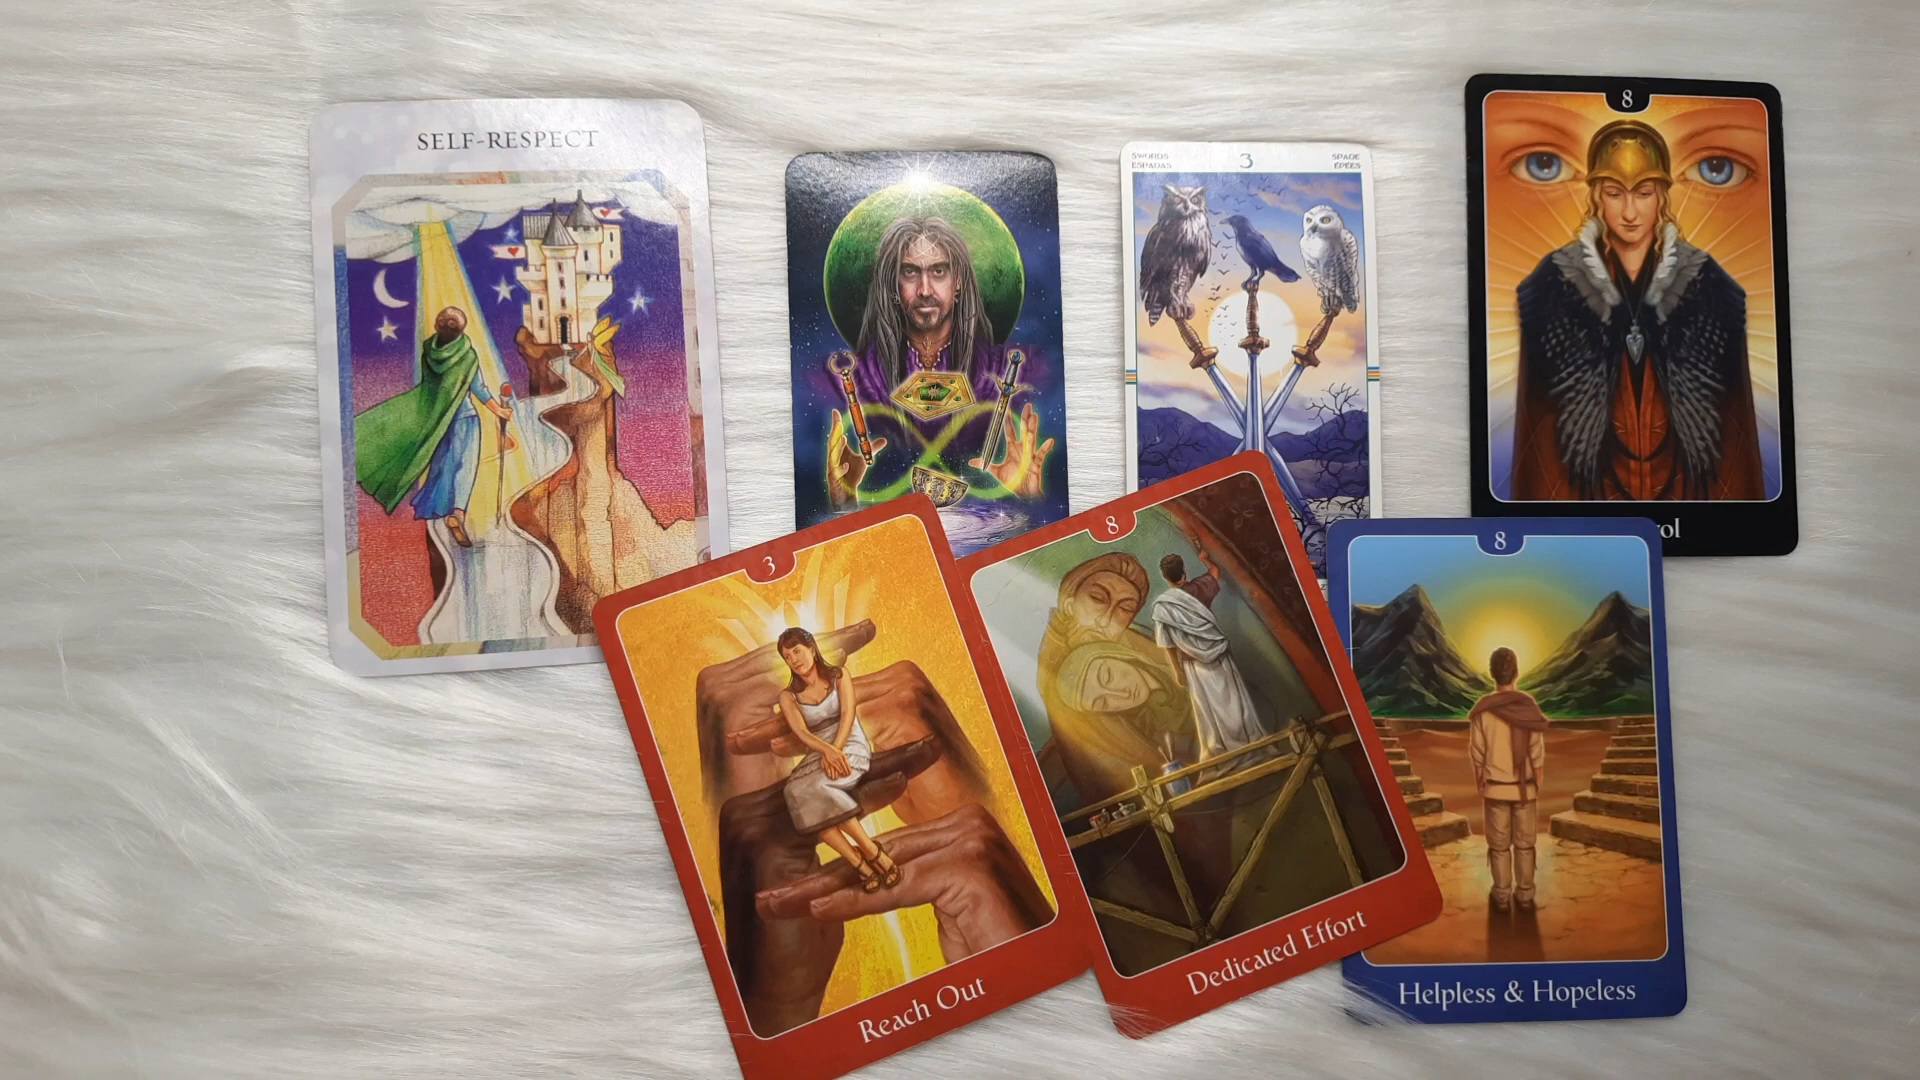 SELF-RESPECT
SWORDS
ESPADAS
3
SPADE
ÉPÉES
8
3
Reach Out
8
Dedicated Effort
8
Helpless & Hopeless